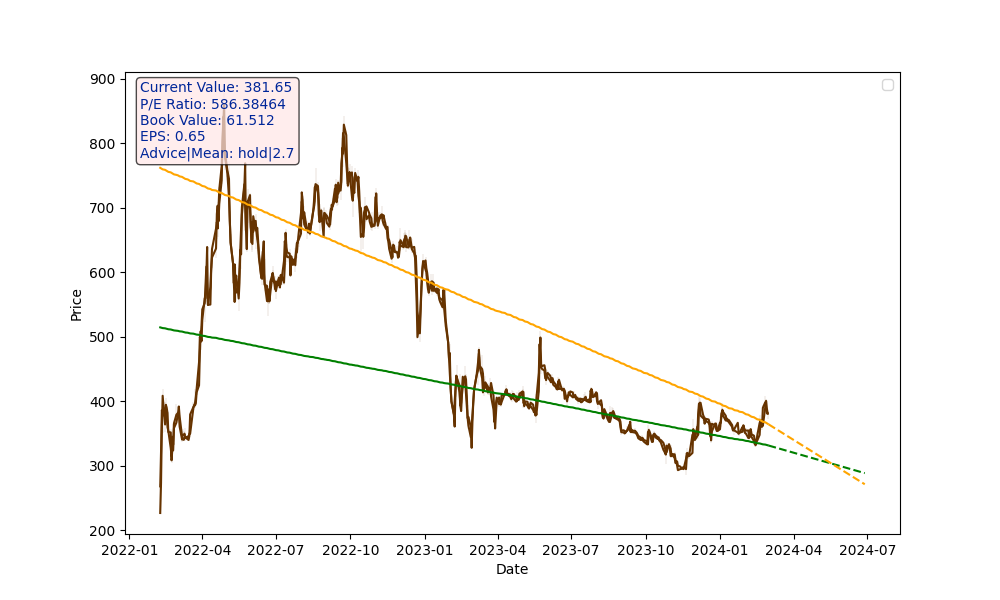 Current Value: 381.65
P/E Ratio: 586.38464
Book Value: 61.512
EPS: 0.65
Advice|Mean: hold|2.7
900
800
700
600
500
400
300
200
Price
2022-01 2022-04 2022-07 2022-10 2023-01 2023-04 2023-07 2023-10 2024-01 2024-04 2024-07
Date